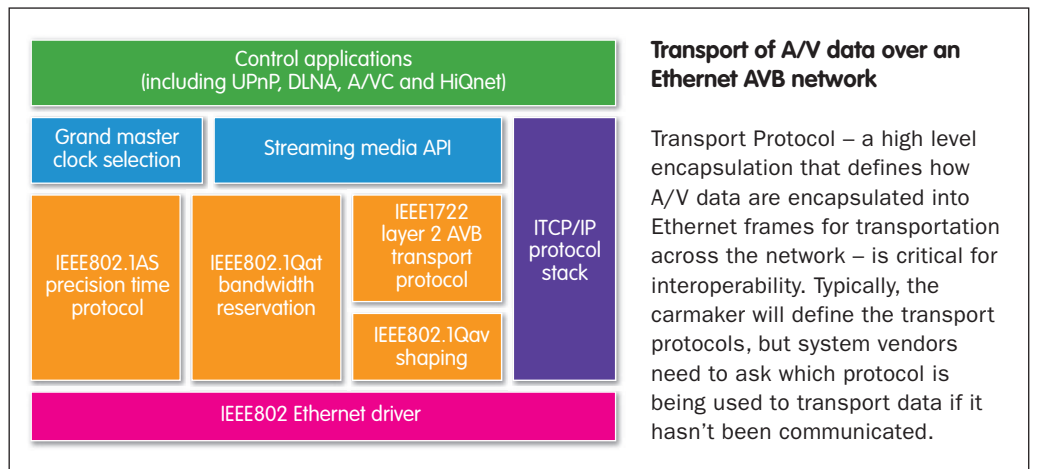 Control applications
(including UPnP, DLNA, A/VC and HiQnet)
Grand master
clock selection
Streaming media API
IEEE802.1AS
precision time
protocol
IEEE802.1Qat
bandwidth
reservation
IEEE1722
layer 2 AVB
transport
protocol
IEEE802.1Qav
shaping
ITCP/IP
protocol
stack
IEEE802 Ethernet driver
Transport of A/V data over an
Ethernet AVB network
Transport Protocol – a high level
encapsulation that defines how
A/V data are encapsulated into
Ethernet frames for transportation
across the network – is critical for
interoperability. Typically, the
carmaker will define the transport
protocols, but system vendors
need to ask which protocol is
being used to transport data if it
hasn't been communicated.